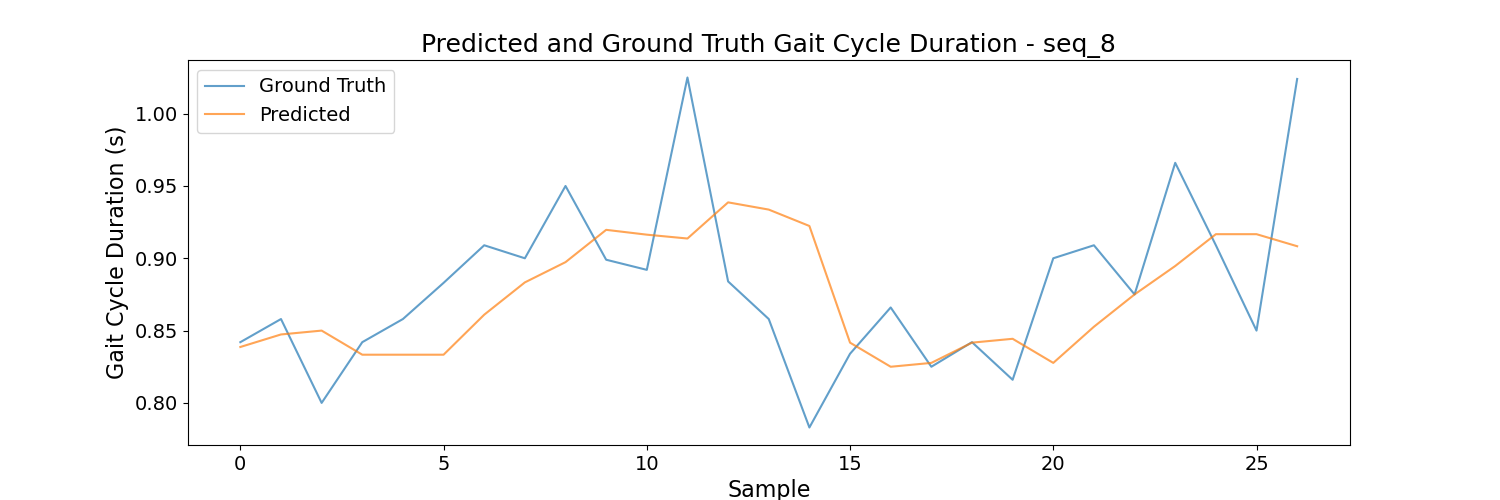 Predicted and Ground Truth Gait Cycle Duration - seq_8
Ground Truth
Predicted
Gait Cycle Duration (s)
1.00
0.95
0.90
0.85
0.80
0 5 10 15 20 25
Sample